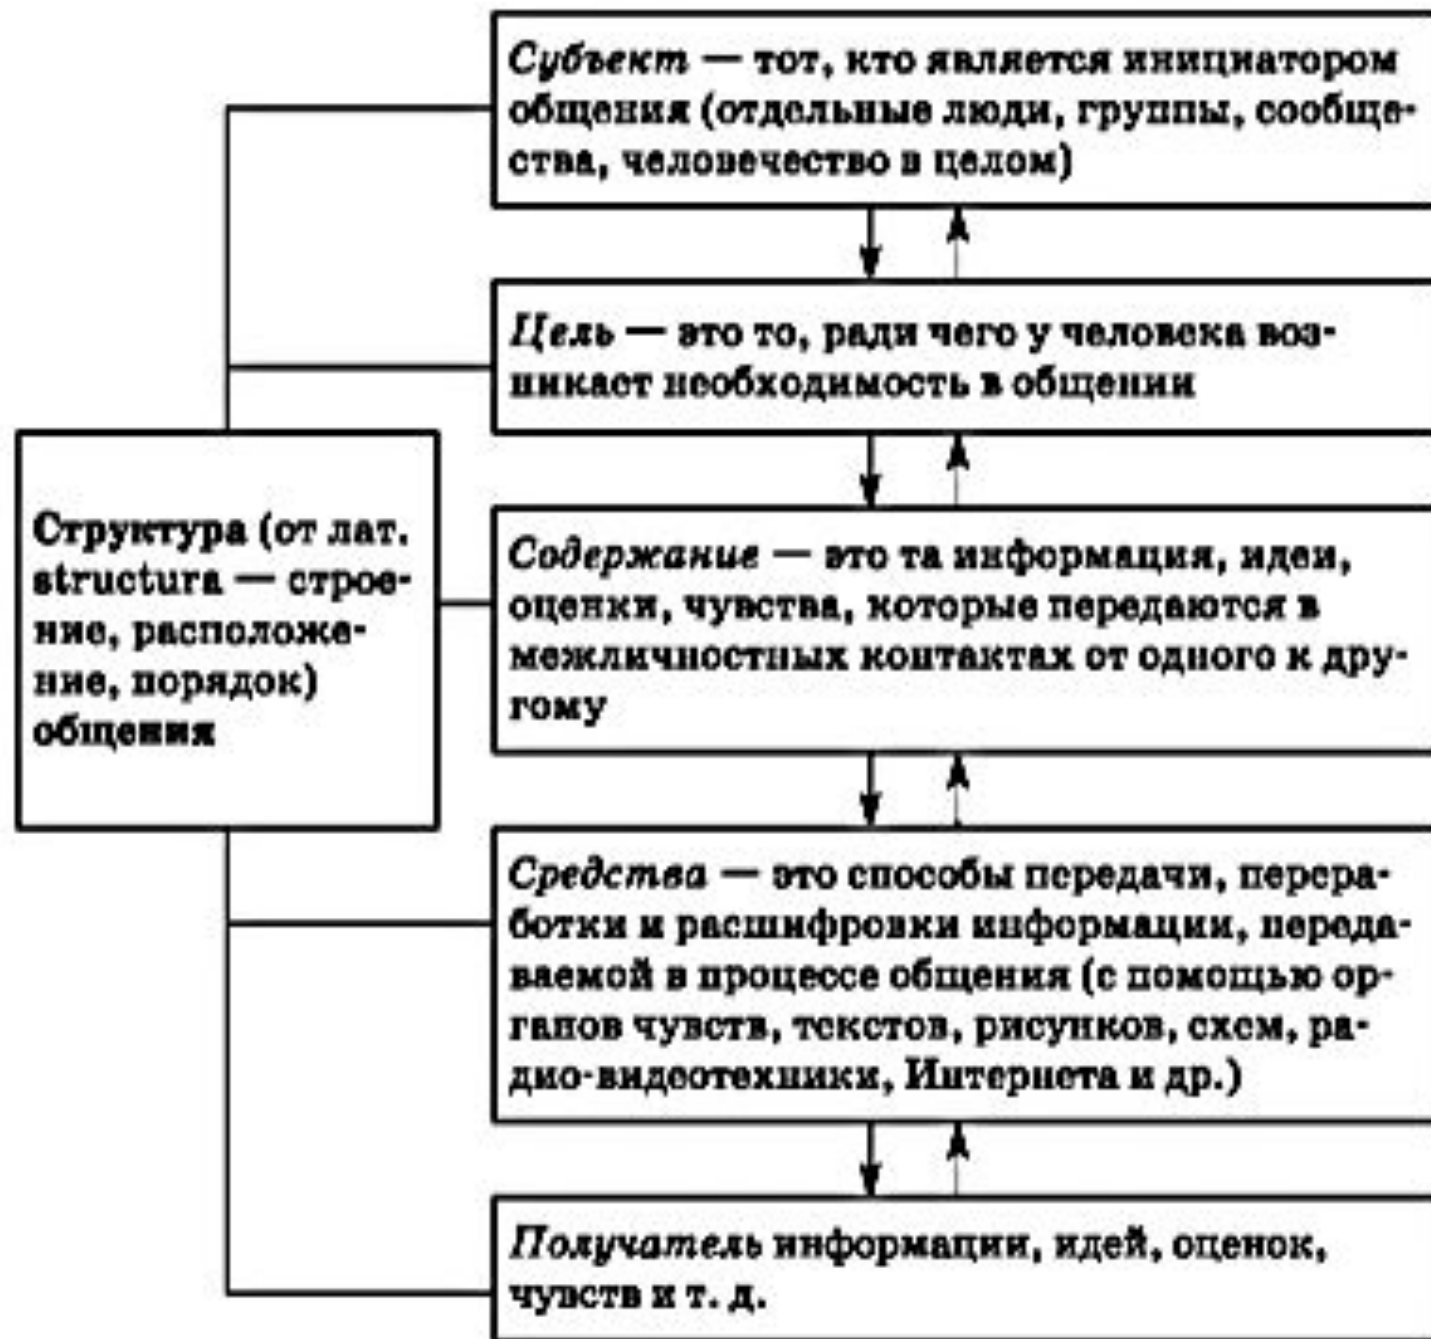 Субъект — тот, кто является инициатором
общения (отдельные люди, группы, сообще-
ства, человечество в целом)
Цель — это то, ради чего у человека воз-
никает необходимость в общении
Структура (от лат.
structura — строе-
ние, расположе-
ние, порядок)
общения
Содержание — это та информация, идеи,
оценки, чувства, которые передаются в
межличностных контактах от одного к дру-
гому
Средства — это способы передачи, перера-
ботки и расшифровки информации, переда-
ваемой в процессе общения (с помощью ор-
ганов чувств, текстов, рисунков, схем, ра-
дио-видеотехники, Интернета и др.)
Получатель информации, идей, оценок,
чувств и т. д.